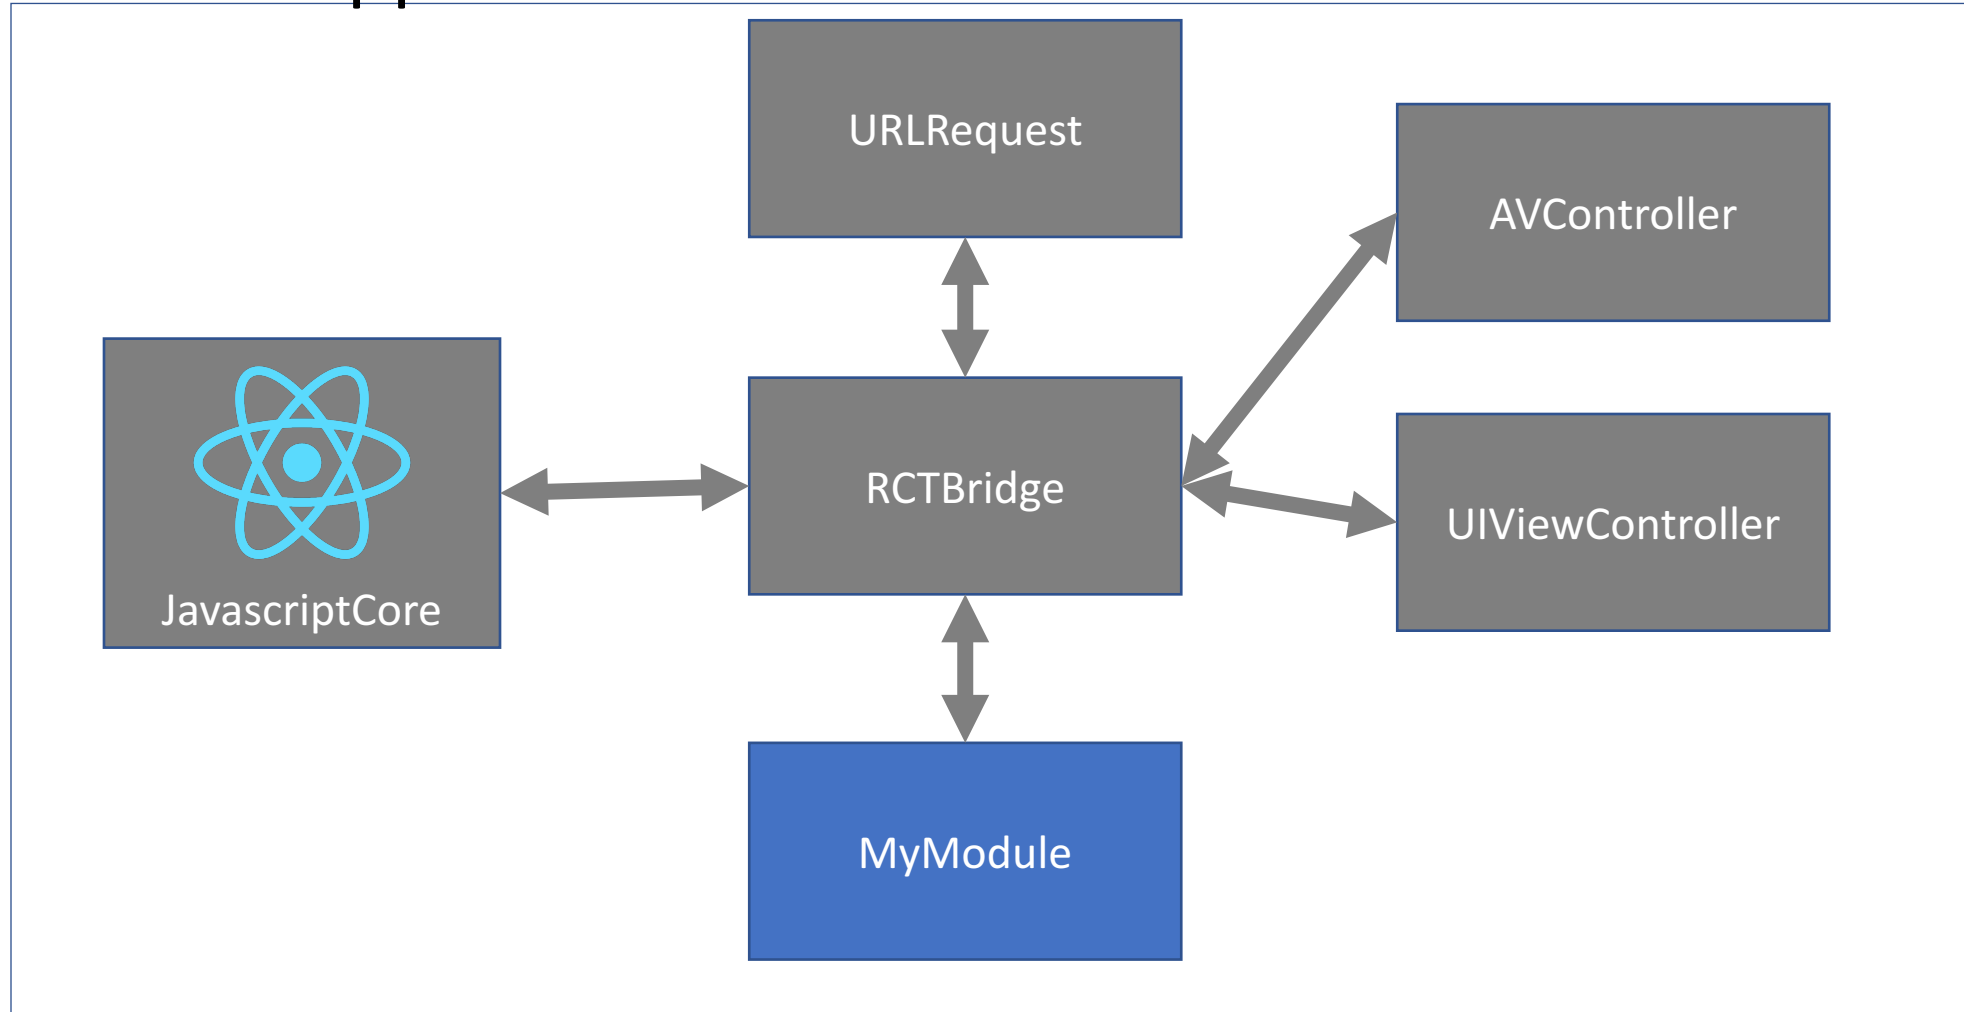 URLRequest
AVController
JavascriptCore
RCTBridge
UIViewController
MyModule